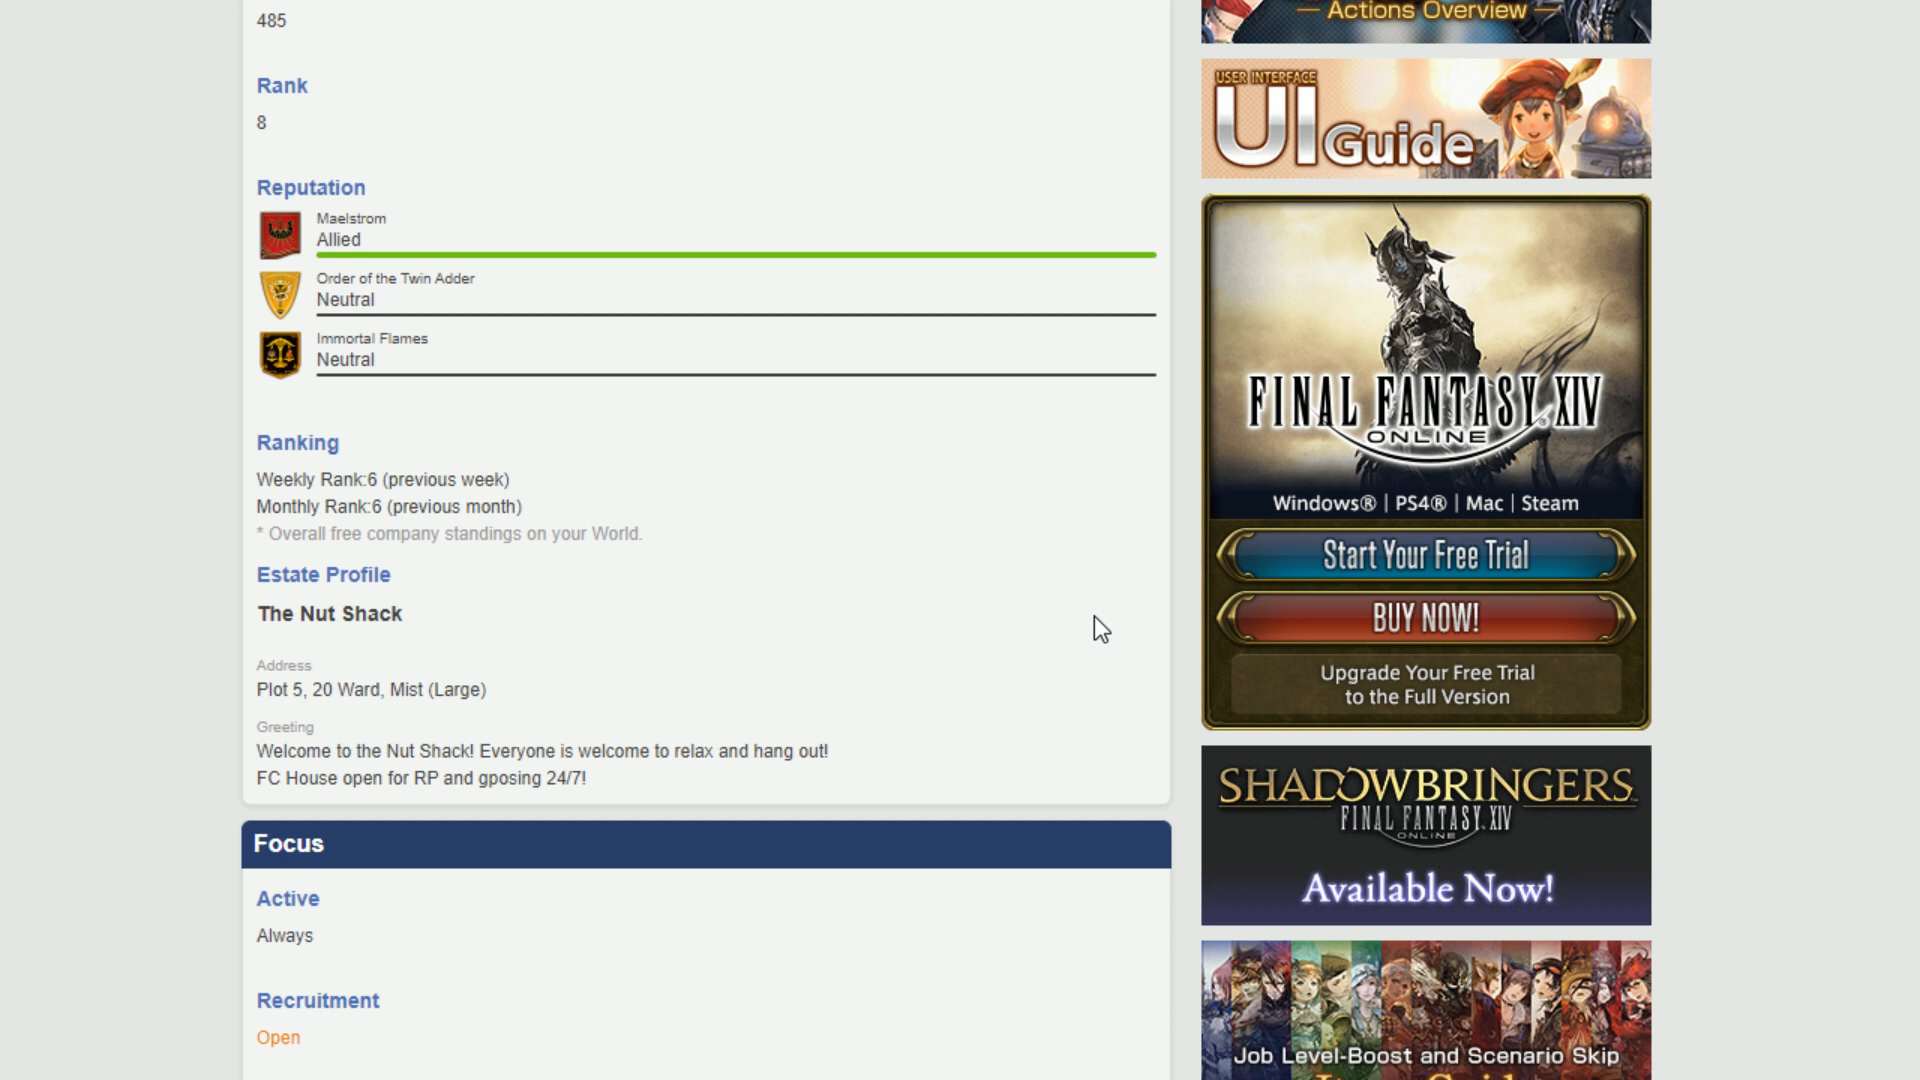 485
Rank
8
Reputation
Maelstrom
Allied
Order of the Twin Adder
Neutral
Immortal Flames
Neutral
Ranking
Weekly Rank:6 (previous week)
Monthly Rank:6 (previous month)
* Overall free company standings on your World.
Estate Profile
The Nut Shack
Address
Plot 5, 20 Ward, Mist (Large)
Greeting
Welcome to the Nut Shack! Everyone is welcome to relax and hang out!
FC House open for RP and gposing 24/7!
Focus
Active
Always
Recruitment
Open
Actions Overview
USER INTERFACE
UI Guide
FINAL FANTASY XIV
ONLINE
Windows® | PS4® | Mac | Steam
Start Your Free Trial
BUY NOW!
Upgrade Your Free Trial
to the Full Version
SHADOWBRINGERS
FINAL FANTASY XIV
ONLINE
Available Now!
Job Level-Boost and Scenario Skip